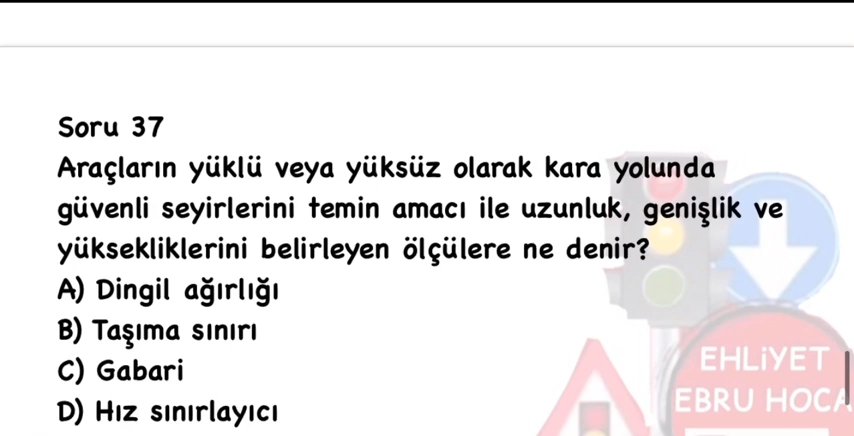 Soru 37
Araçların yüklü veya yüksüz olarak kara yolunda
güvenli seyirlerini temin amacı ile uzunluk, genişlik ve
yüksekliklerini belirleyen ölçülere ne denir?
A) Dingil ağırlığı
B) Taşıma sınırı
C) Gabari
D) Hız sınırlayıcı
EHLİYET
EBRU HOCA